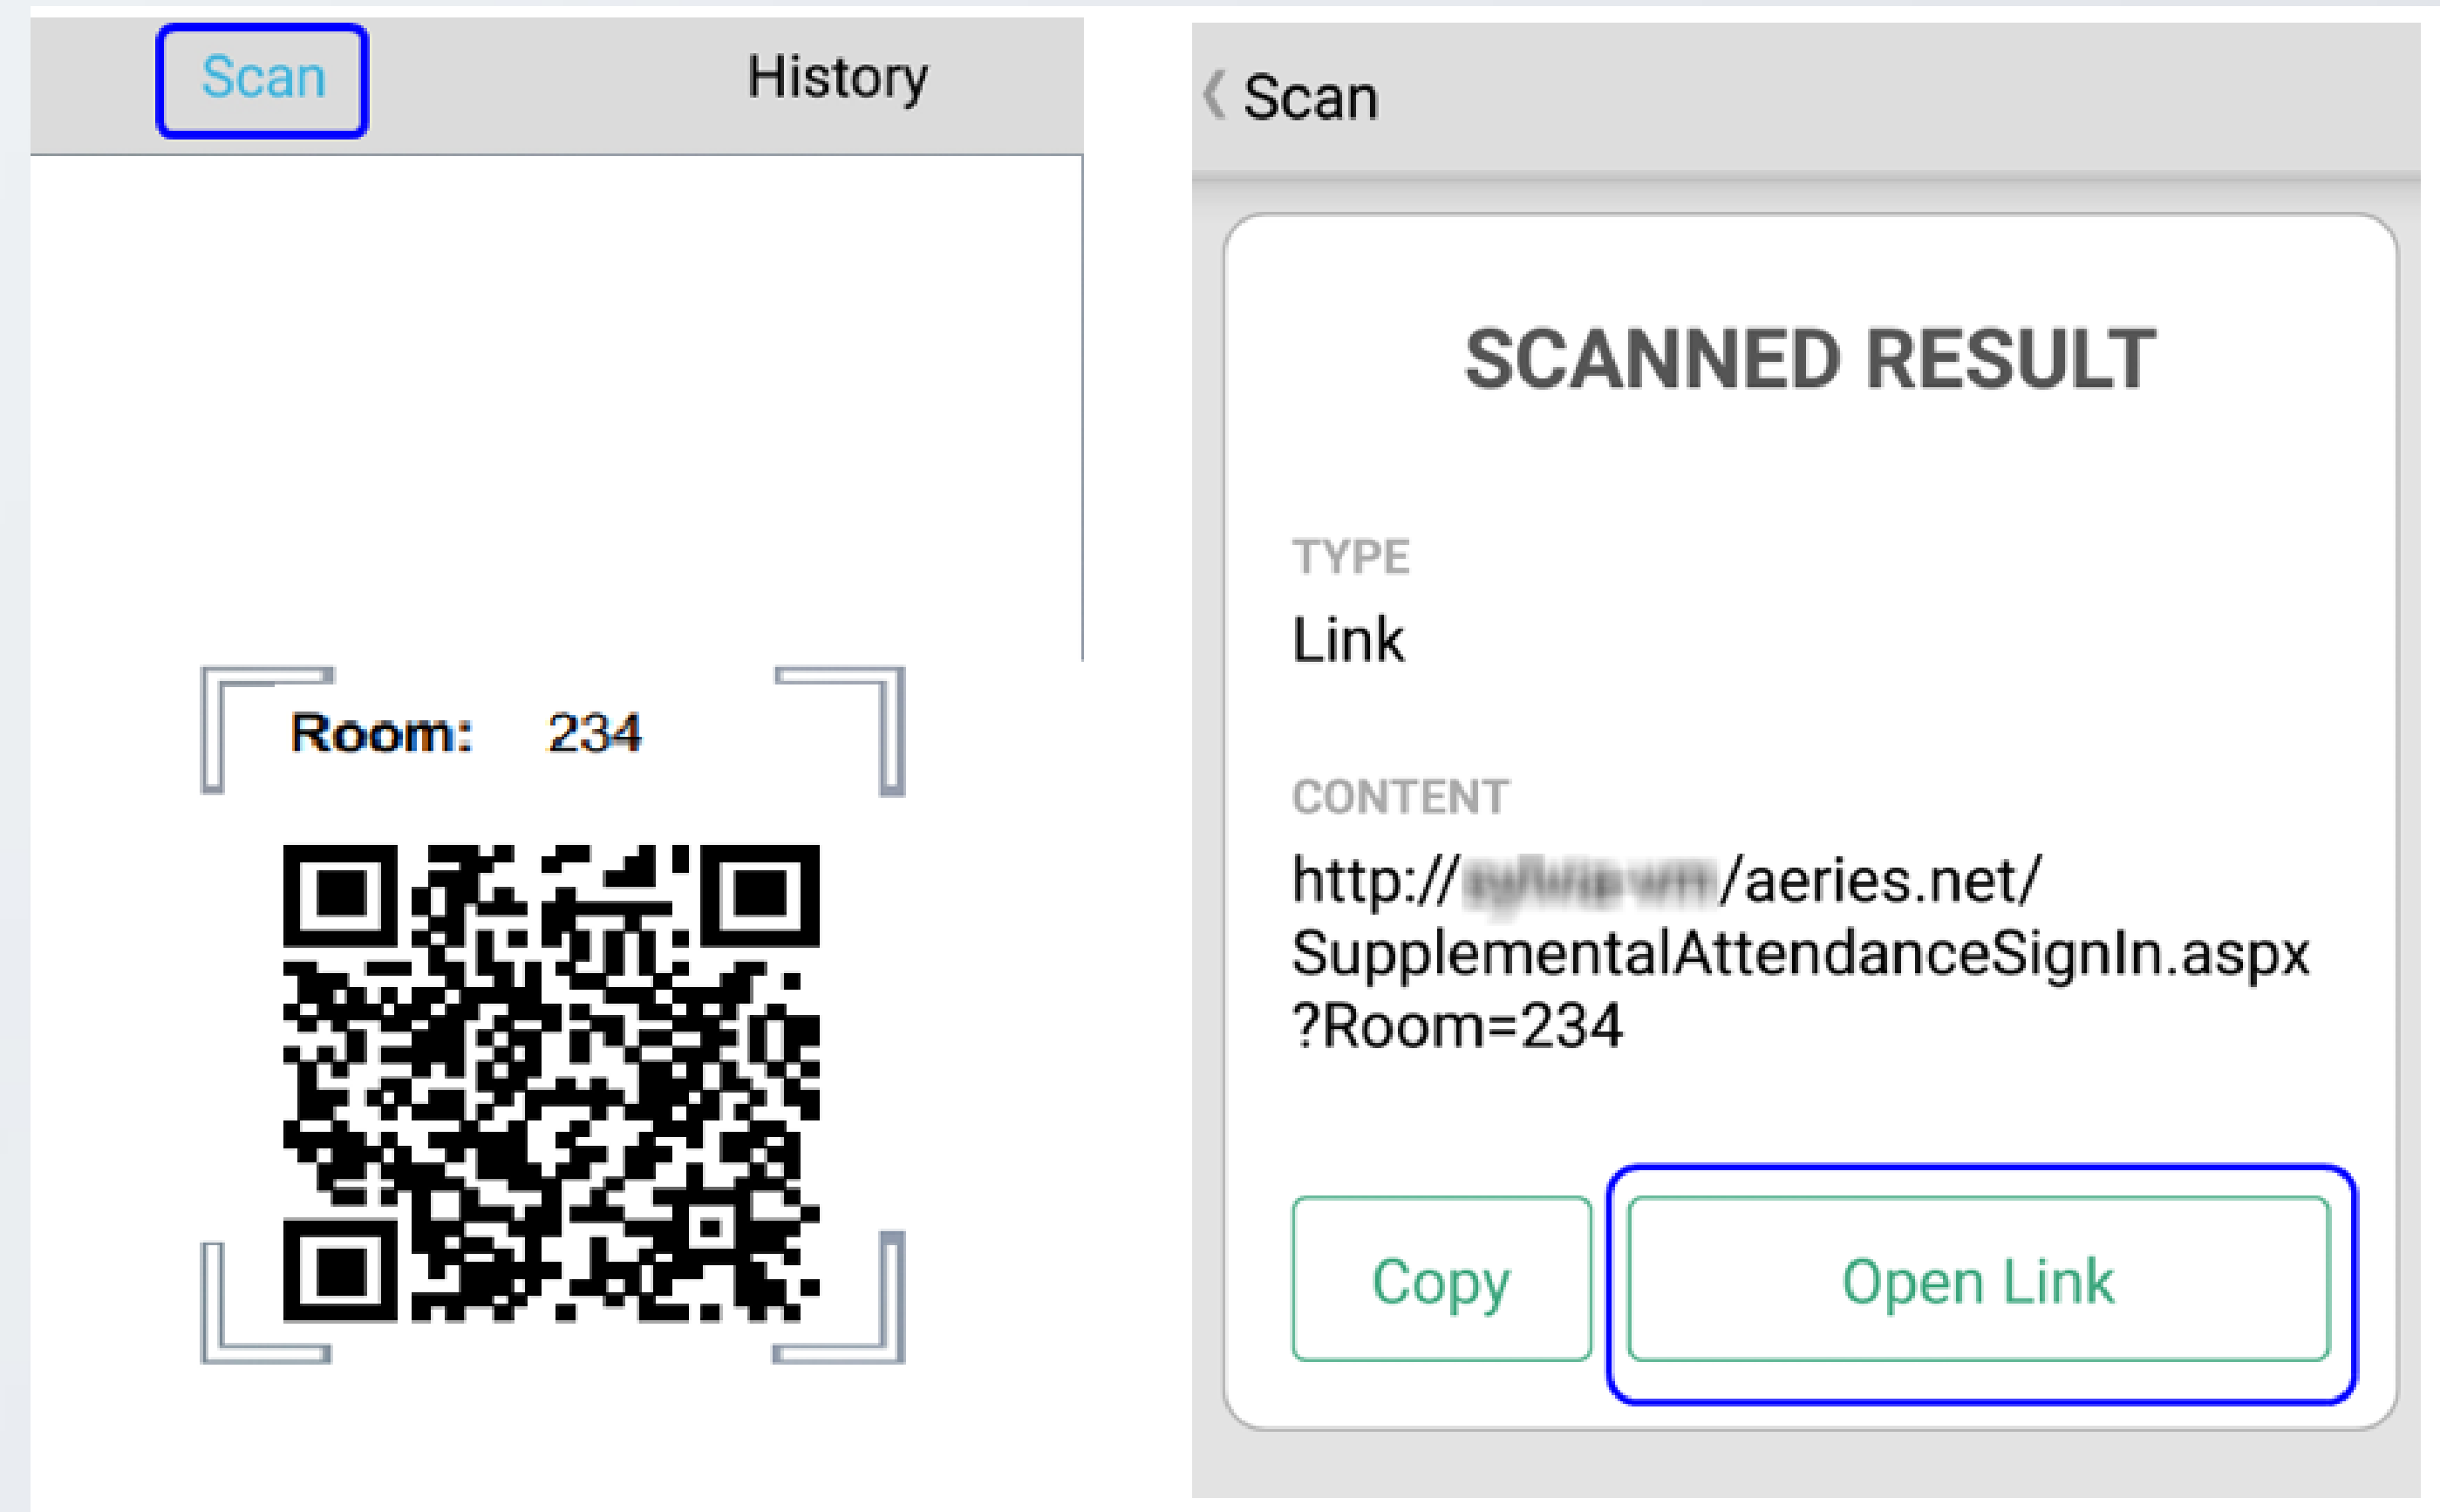 Scan
History
Room: 234
Scan
SCANNED RESULT
TYPE
Link
CONTENT
http:///aeries.net/
SupplementalAttendanceSignIn.aspx
?Room=234
Copy
Open Link